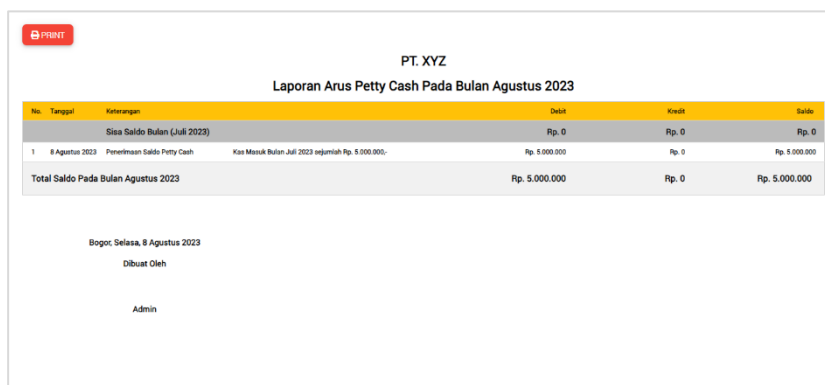 PRINT
PT. XYZ
Laporan Arus Petty Cash Pada Bulan Agustus 2023
No. Tanggal Keterangan Debit Kredit Saldo
Sisa Saldo Bulan (Juli 2023) Rp. 0 Rp. 0 Rp. 0
1 8 Agustus 2023 Penerimaan Saldo Petty Cash Kas Masuk Bulan Juli 2023 sejumlah Rp. 5.000.000,- Rp. 5.000.000 Rp. 0 Rp. 5.000.000
Total Saldo Pada Bulan Agustus 2023 Rp. 5.000.000 Rp. 0 Rp. 5.000.000
Bogor, Selasa, 8 Agustus 2023
Dibuat Oleh
Admin